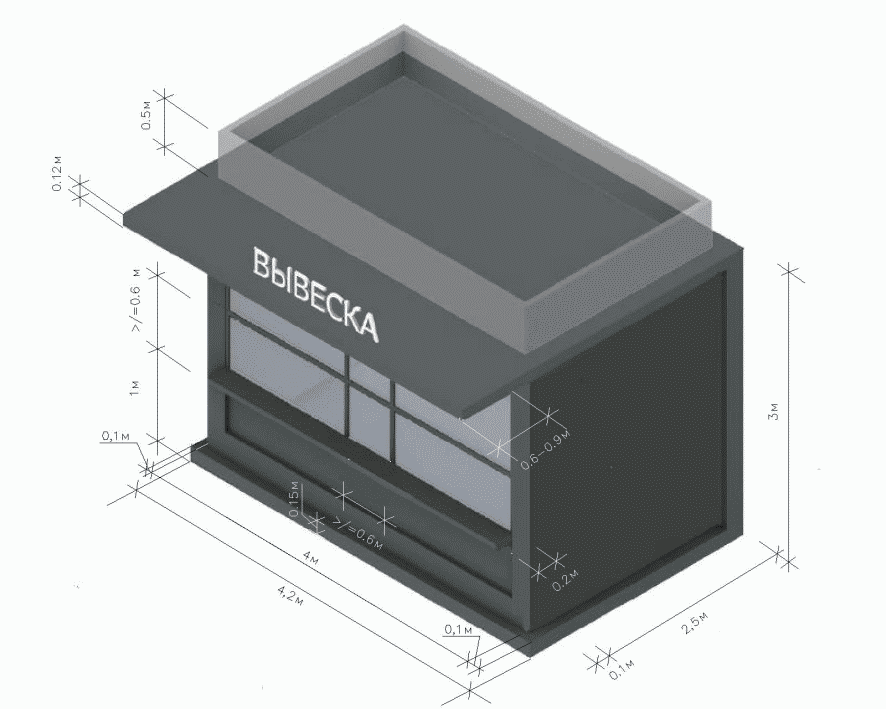 0.5м
0.12м
ВЫВЕСКА
>/=0.6 м
1м
3м
0,1м
0.6-0.9м
0.15м
>/=0.6м
4м
0.2м
4,2м
0,1м
2,5м
0.1м